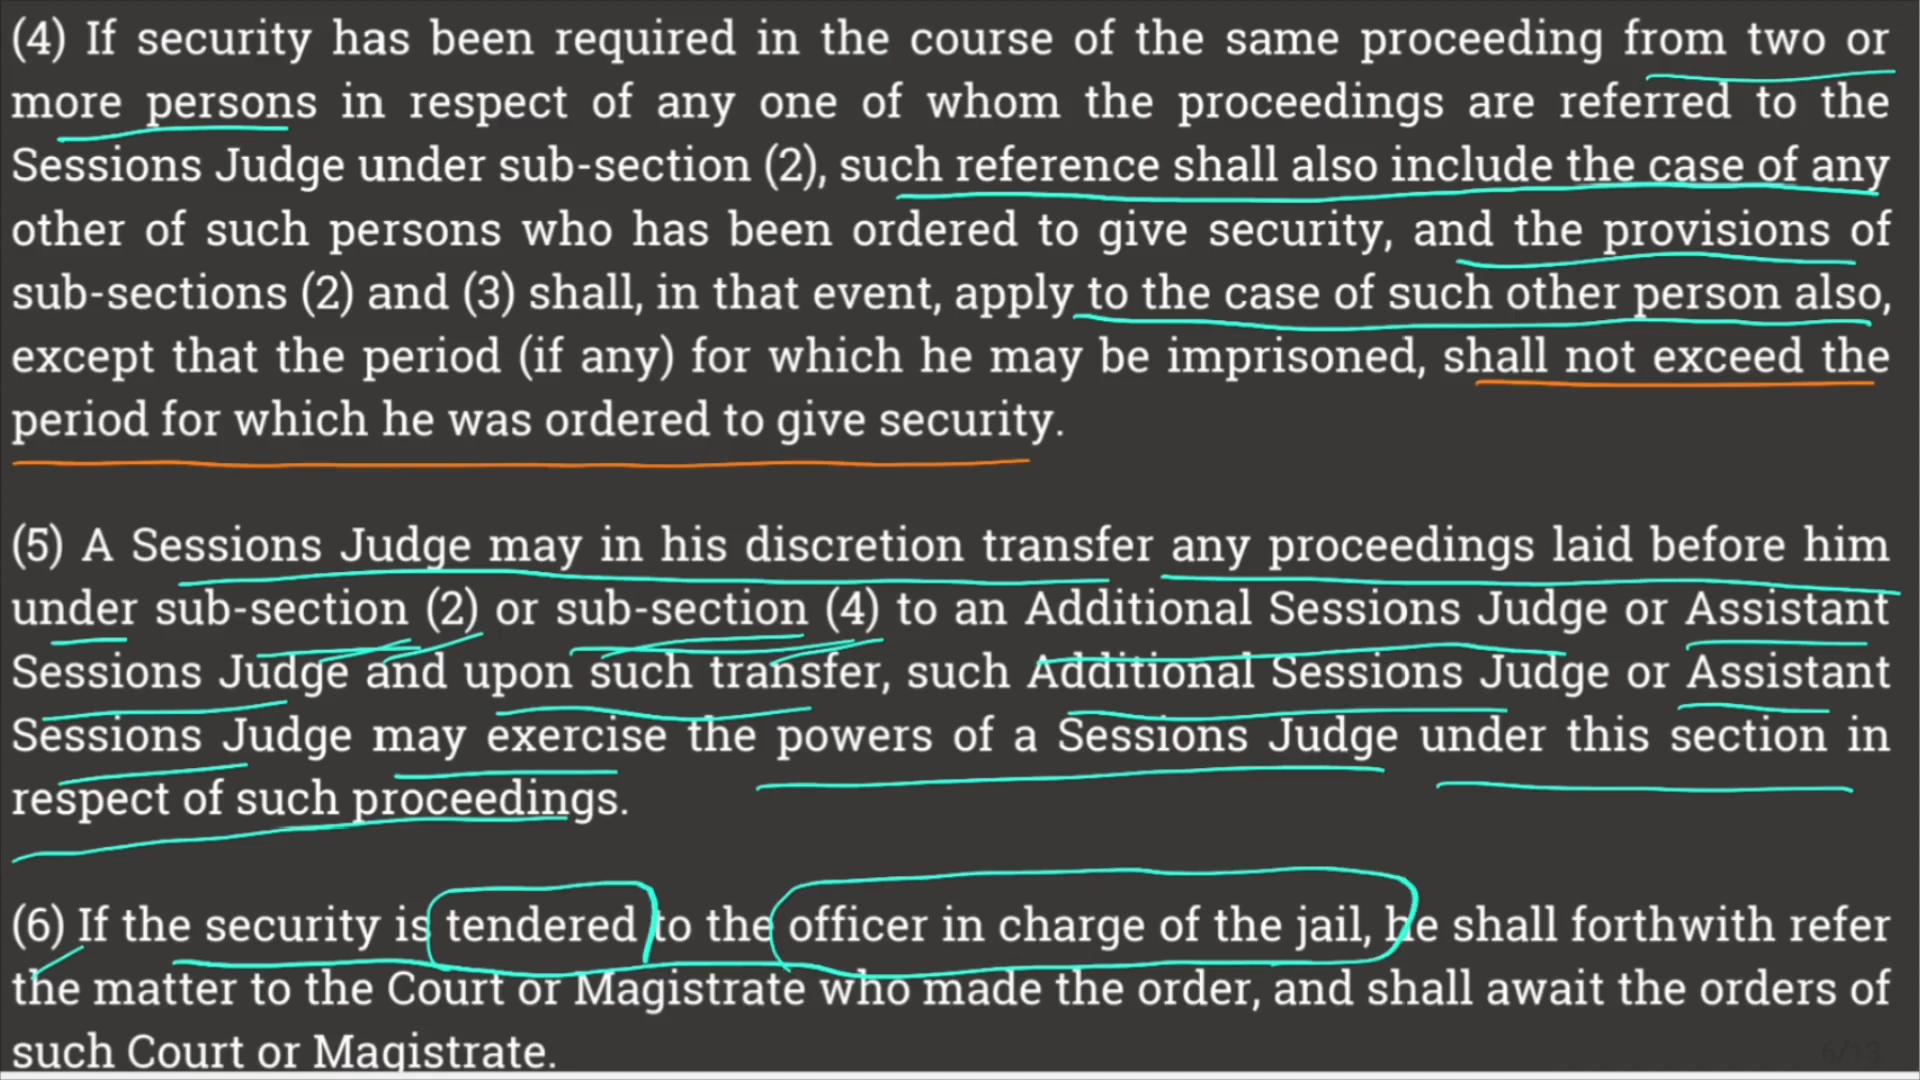 (4) If security has been required in the course of the same proceeding from two or
more persons in respect of any one of whom the proceedings are referred to the
Sessions Judge under sub-section (2), such reference shall also include the case of any
other of such persons who has been ordered to give security, and the provisions of
sub-sections (2) and (3) shall, in that event, apply to the case of such other person also,
except that the period (if any) for which he may be imprisoned, shall not exceed the
period for which he was ordered to give security.
(5) A Sessions Judge may in his discretion transfer any proceedings laid before him
under sub-section (2) or sub-section (4) to an Additional Sessions Judge or Assistant
Sessions Judge and upon such transfer, such Additional Sessions Judge or Assistant
Sessions Judge may exercise the powers of a Sessions Judge under this section in
respect of such proceedings.
(6) If the security is tendered to the officer in charge of the jail, he shall forthwith refer
the matter to the Court or Magistrate who made the order, and shall await the orders of
such Court or Magistrate.
6/13